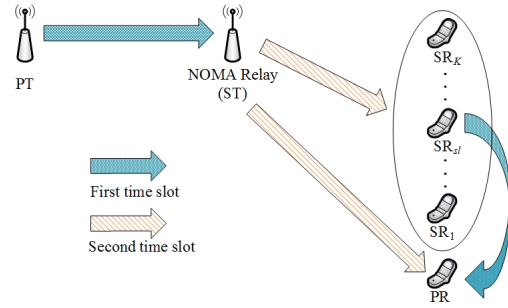 SR_K
PT
NOMA Relay
(ST)
SR_sl
First time slot
SR_1
Second time slot
PR